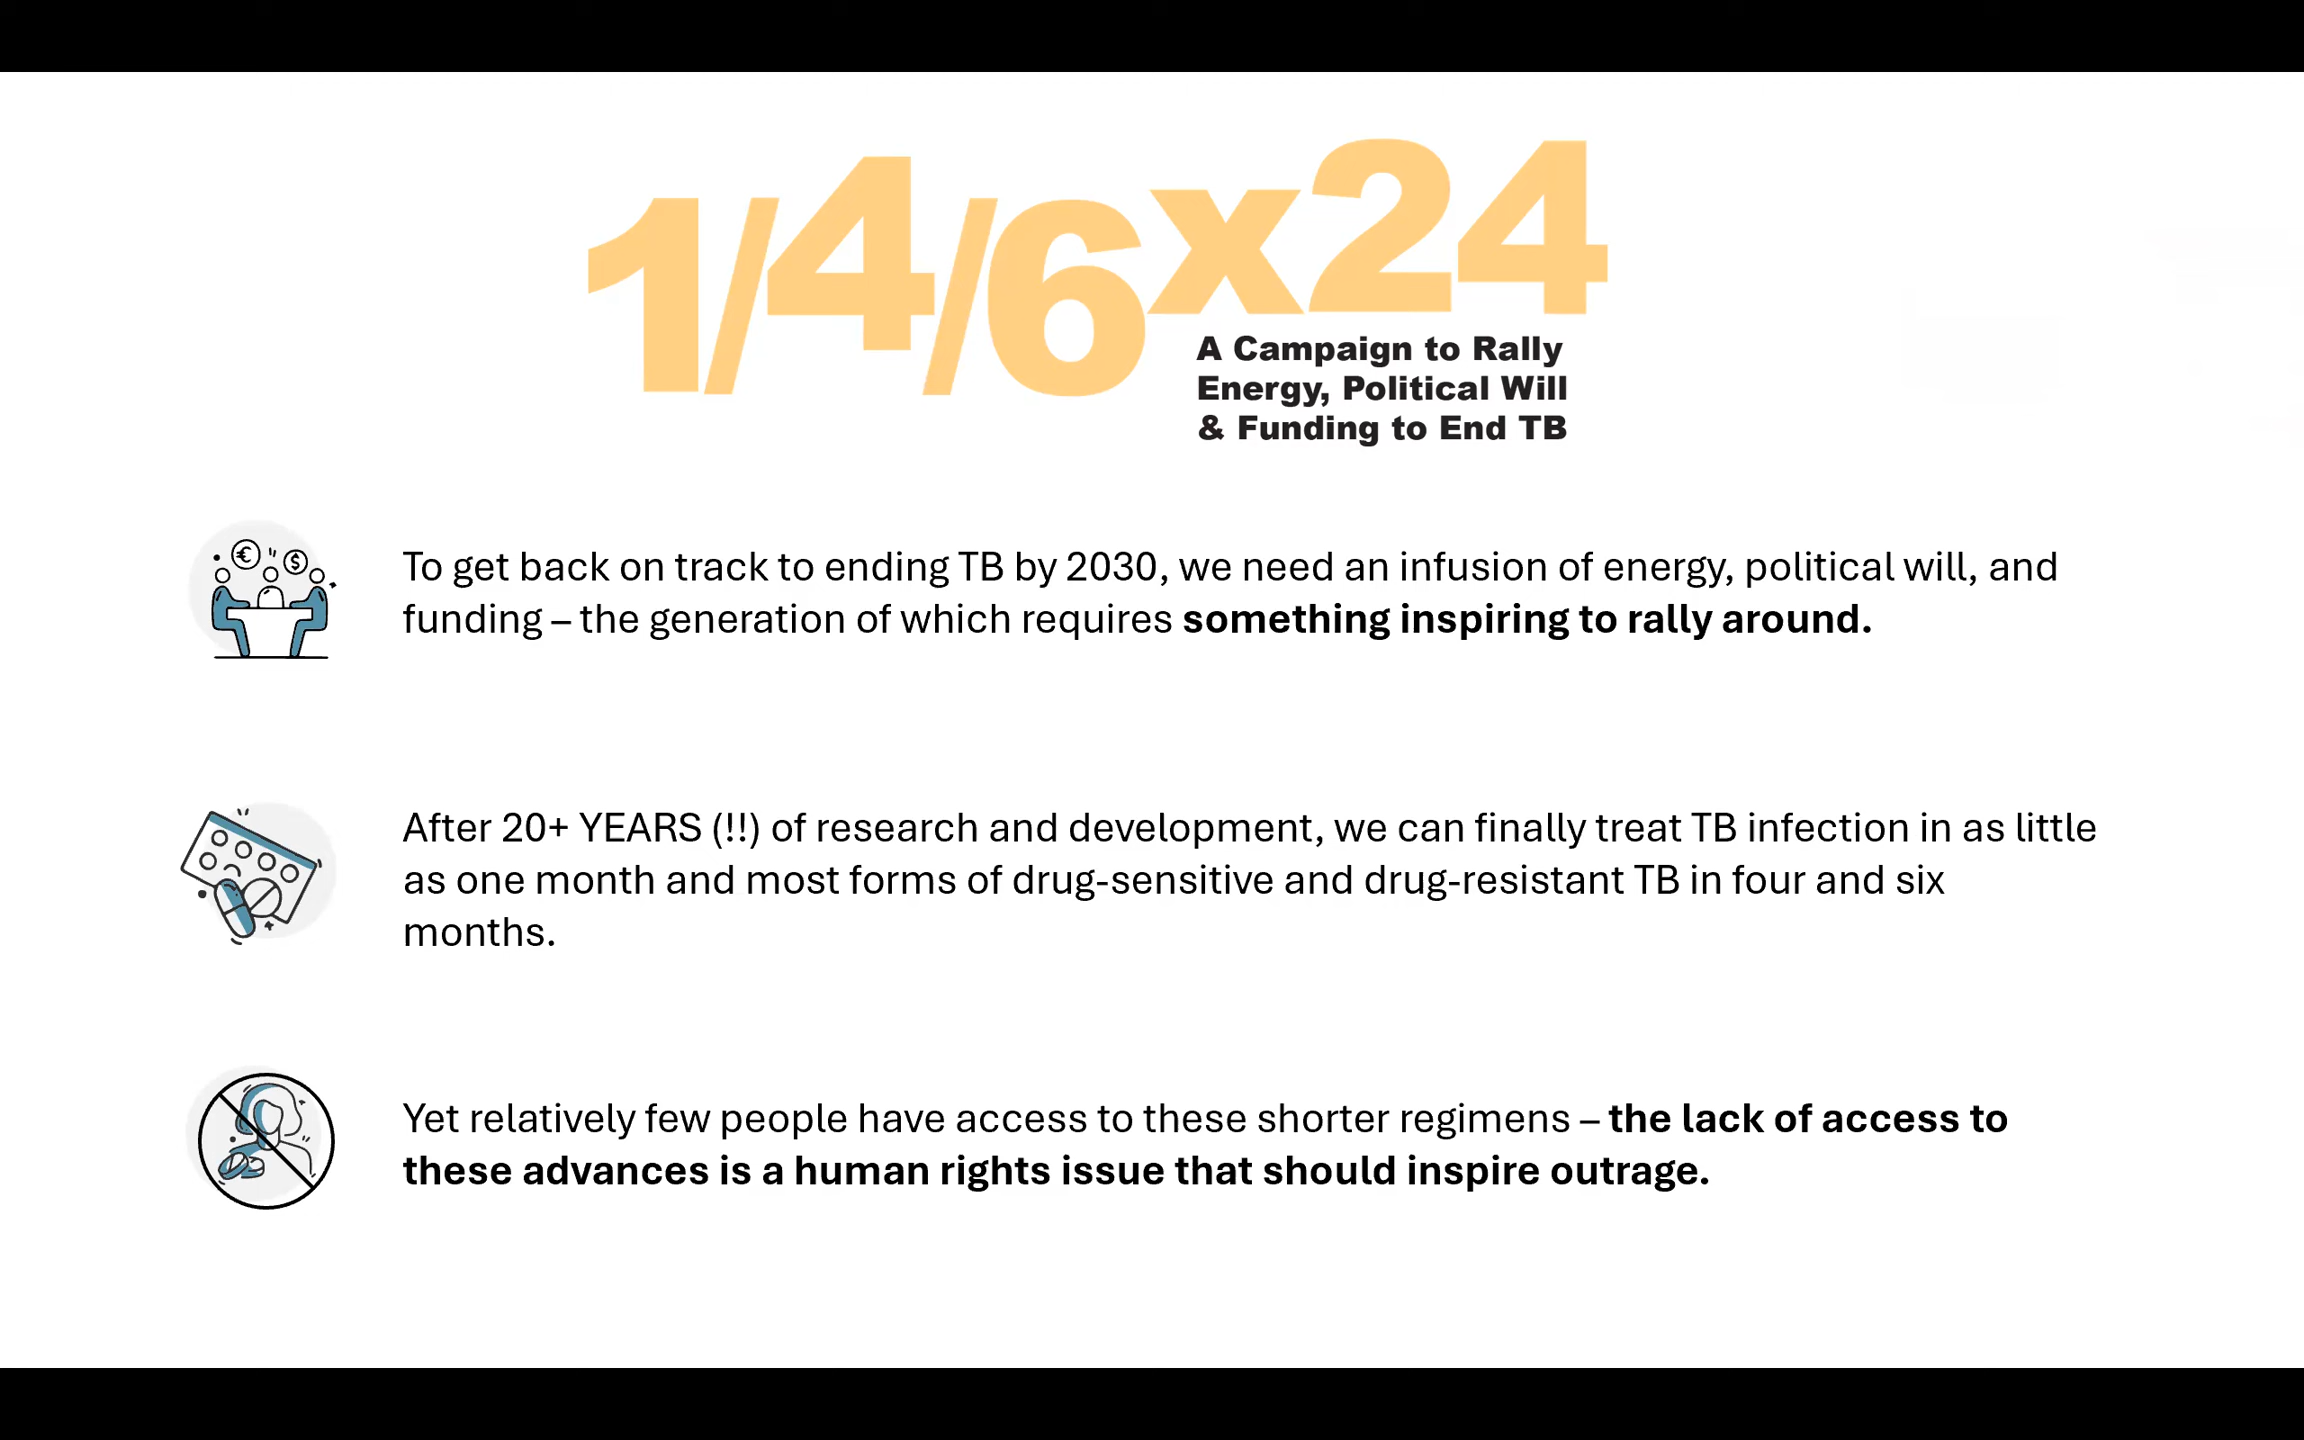 1/4/6x24
A Campaign to Rally
Energy, Political Will
& Funding to End TB
€
$
To get back on track to ending TB by 2030, we need an infusion of energy, political will, and
funding – the generation of which requires something inspiring to rally around.
After 20+ YEARS (!!) of research and development, we can finally treat TB infection in as little
as one month and most forms of drug-sensitive and drug-resistant TB in four and six
months.
Yet relatively few people have access to these shorter regimens – the lack of access to
these advances is a human rights issue that should inspire outrage.